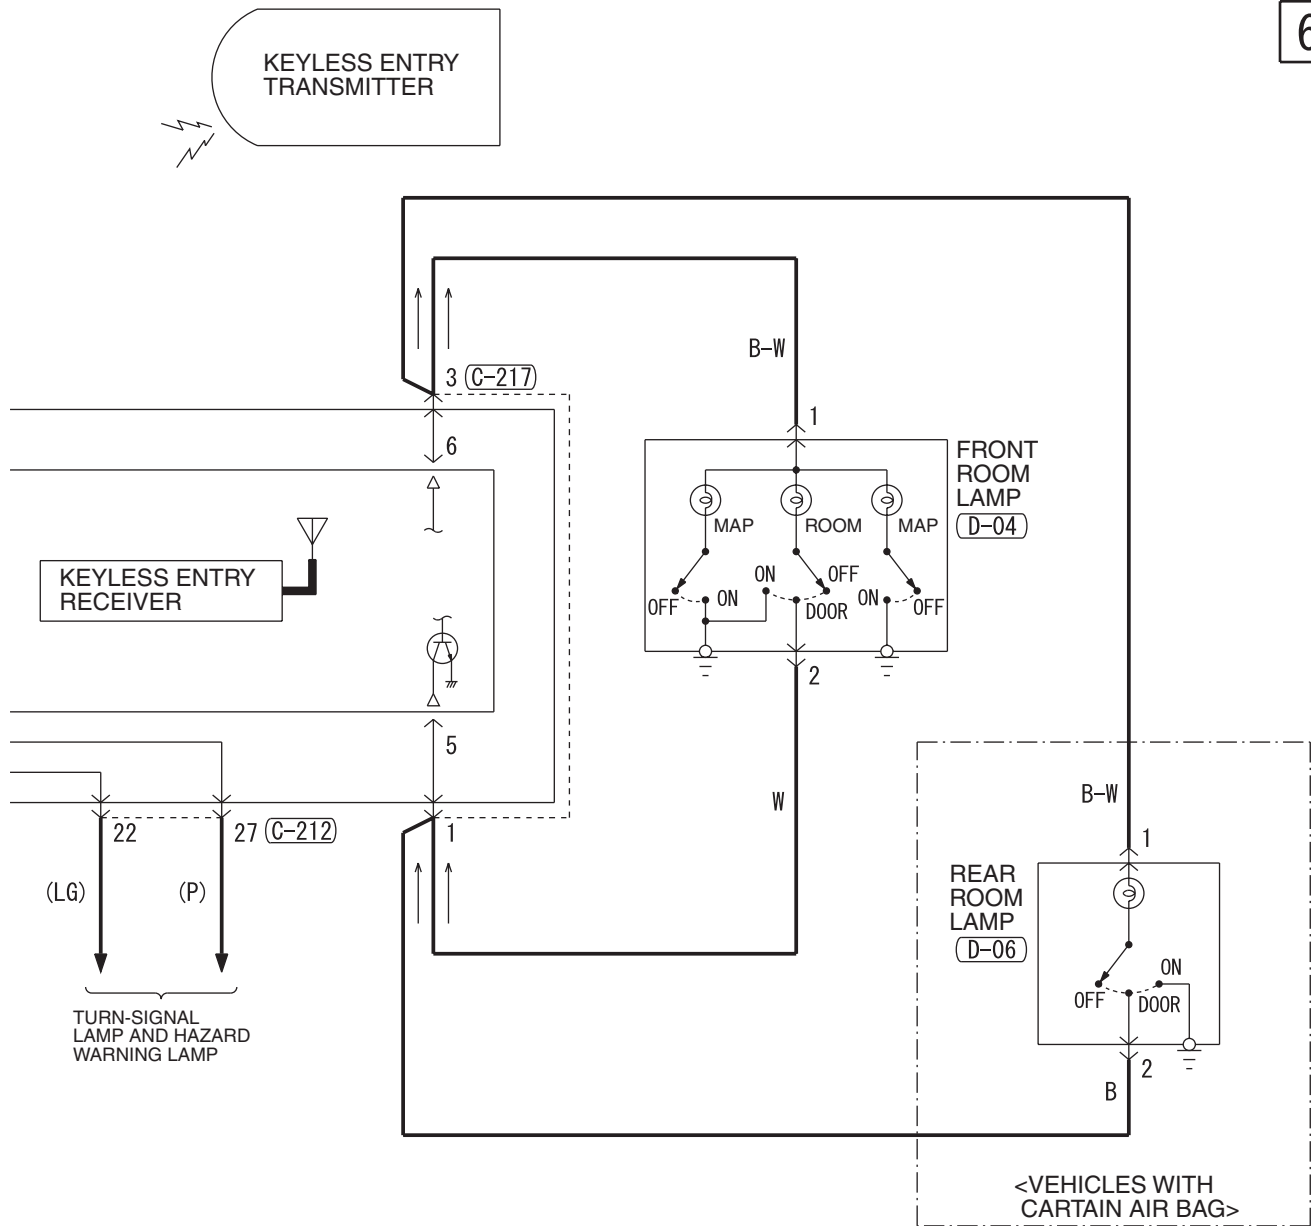 6
KEYLESS ENTRY
TRANSMITTER
B-W
3 (C-217)
1
6
FRONT
ROOM
LAMP
D-04
MAP
ROOM
MAP
KEYLESS ENTRY
RECEIVER
OFF
ON
ON
OFF
DOOR
ON
OFF
2
5
W
B-W
22
27 (C-212)
1
1
(LG)
(P)
REAR
ROOM
LAMP
D-06
ON
OFF
DOOR
TURN-SIGNAL
LAMP AND HAZARD
WARNING LAMP
2
B
<VEHICLES WITH
CARTAIN AIR BAG>